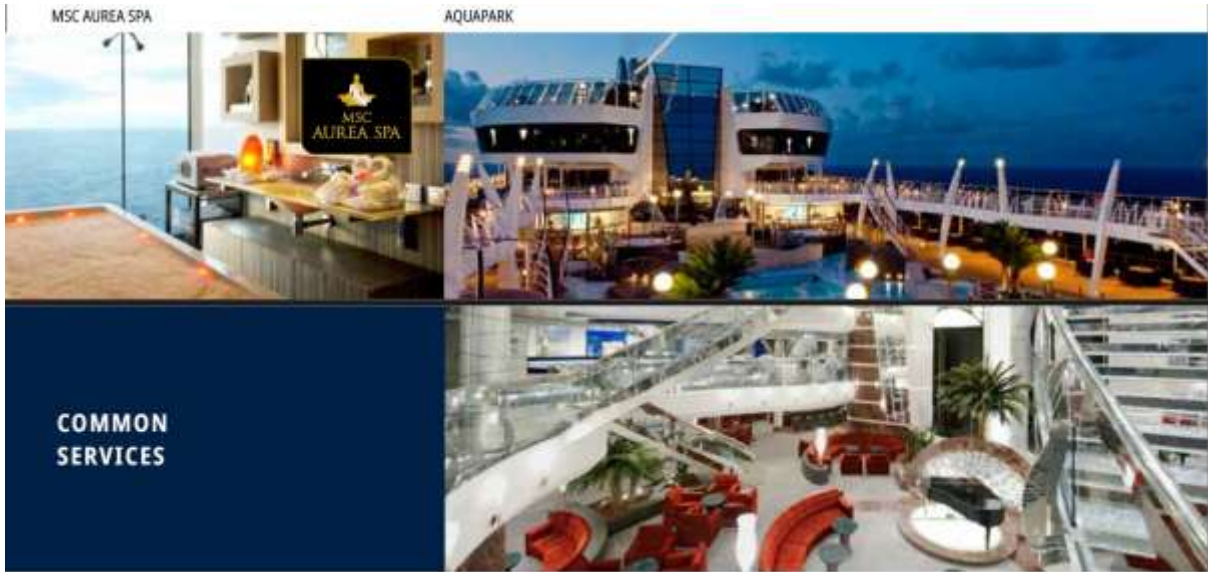 MSC AUREA SPA
AQUAPARK
MSC
AUREA SPA
COMMON
SERVICES